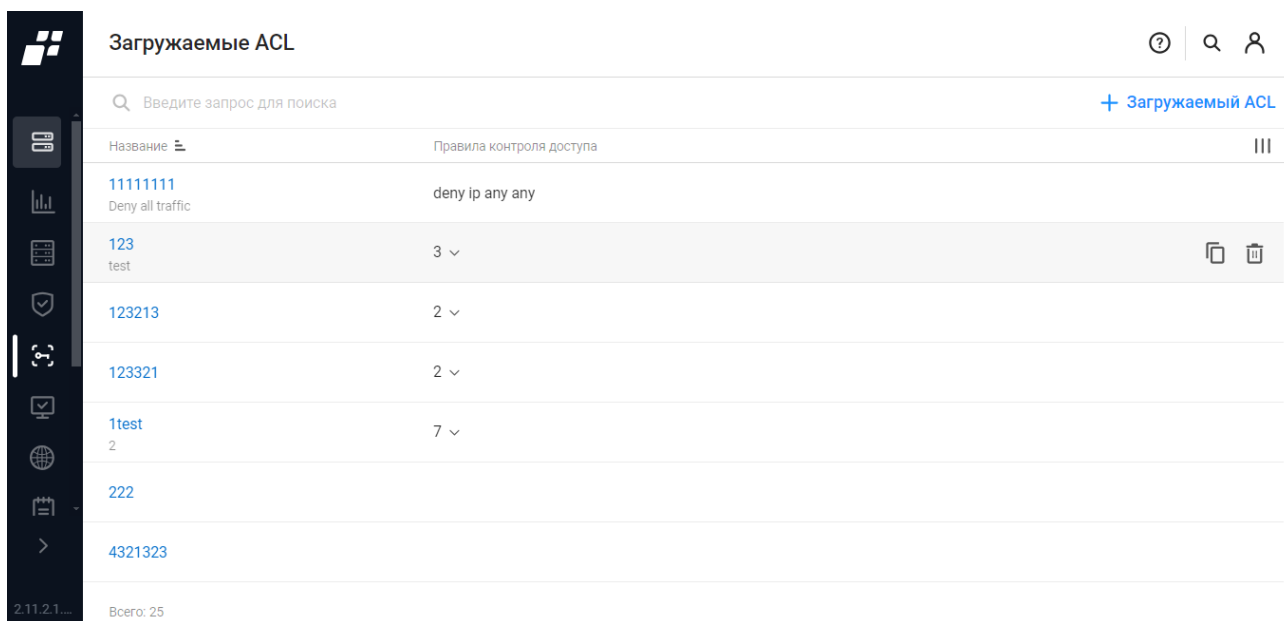 Загружаемые ACL
Введите запрос для поиска
+ Загружаемый ACL
Название Правила контроля доступа
11111111
Deny all traffic
deny ip any any
123
test
3
123213
2
123321
2
1test
2
7
222
4321323
2.11.2.1....
Всего: 25